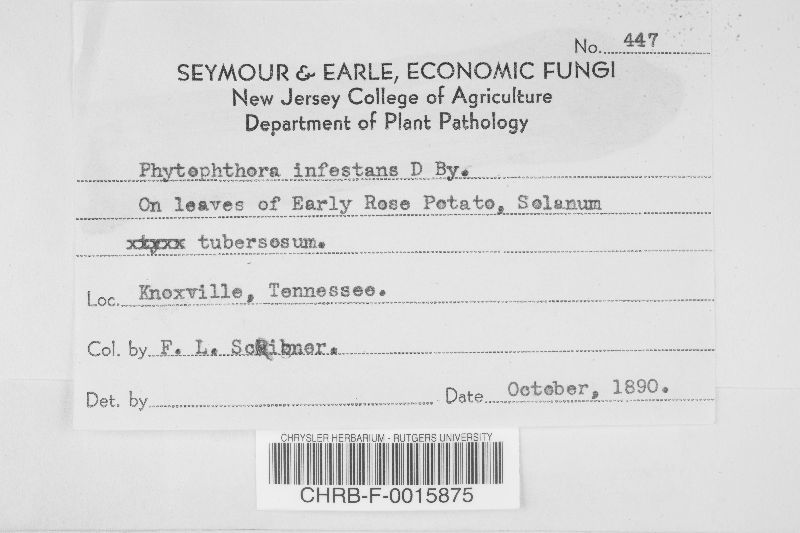 No. 447
SEYMOUR & EARLE, ECONOMIC FUNGI
New Jersey College of Agriculture
Department of Plant Pathology
Phytophthora infestans D By.
On leaves of Early Rose Potato, Solanum
tubersosum.
Loc. Knoxville, Tennessee.
Col. by F. L. Scribner.
Det. by
Date October, 1890.
CHRYSLER HERBARIUM - RUTGERS UNIVERSITY
CHRB-F-0015875